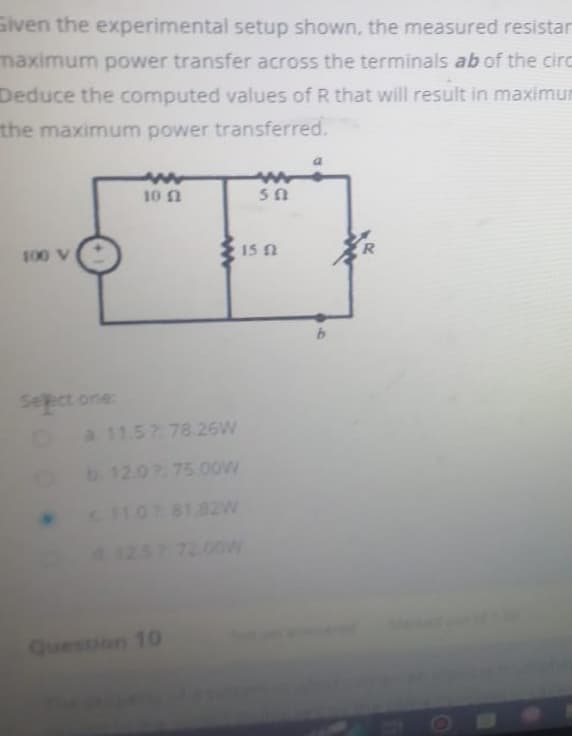 Given the experimental setup shown, the measured resistan
maximum power transfer across the terminals ab of the circ
Deduce the computed values of R that will result in maximum
the maximum power transferred.
a
10 Ω
5 Ω
100 V
+
-
15 Ω
R
b
Select one:
a. 11.5 ?; 78.26W
b. 12.0 ?; 75.00W
c. 11.0 ?; 81.82W
d. 12.5 ?; 72.00W
Question 10